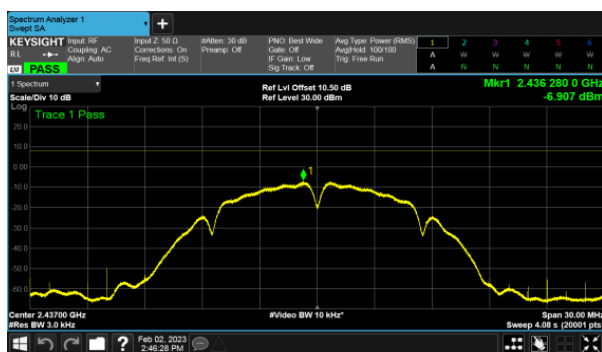 Spectrum Analyzer 1
Swept SA
+
KEYSIGHT Input: RF Input Z: 50 Ω #Atten: 30 dB PNO: Best Wide Avg Type: Power (RMS) 1 2 3 4 5 6
RL Coupling: AC Corrections: On Preamp: Off Gate: Off Avg|Hold: 100/100 A W W W W W
Align: Auto Freq Ref: Int (S) IF Gain: Low Trig: Free Run
PASS Sig Track: Off A N N N N N
1 Spectrum
Scale/Div 10 dB
Ref Lvl Offset 10.50 dB
Ref Level 30.00 dBm
Mkr1 2.436 280 0 GHz
-6.907 dBm
Log
Trace 1 Pass
20.0
10.0
0.00
1
-10.0
-20.0
-30.0
-40.0
-50.0
-60.0
Center 2.43700 GHz #Video BW 10 kHz* Span 30.00 MHz
#Res BW 3.0 kHz Sweep 4.08 s (20001 pts)
? Feb 02, 2023
2:46:28 PM